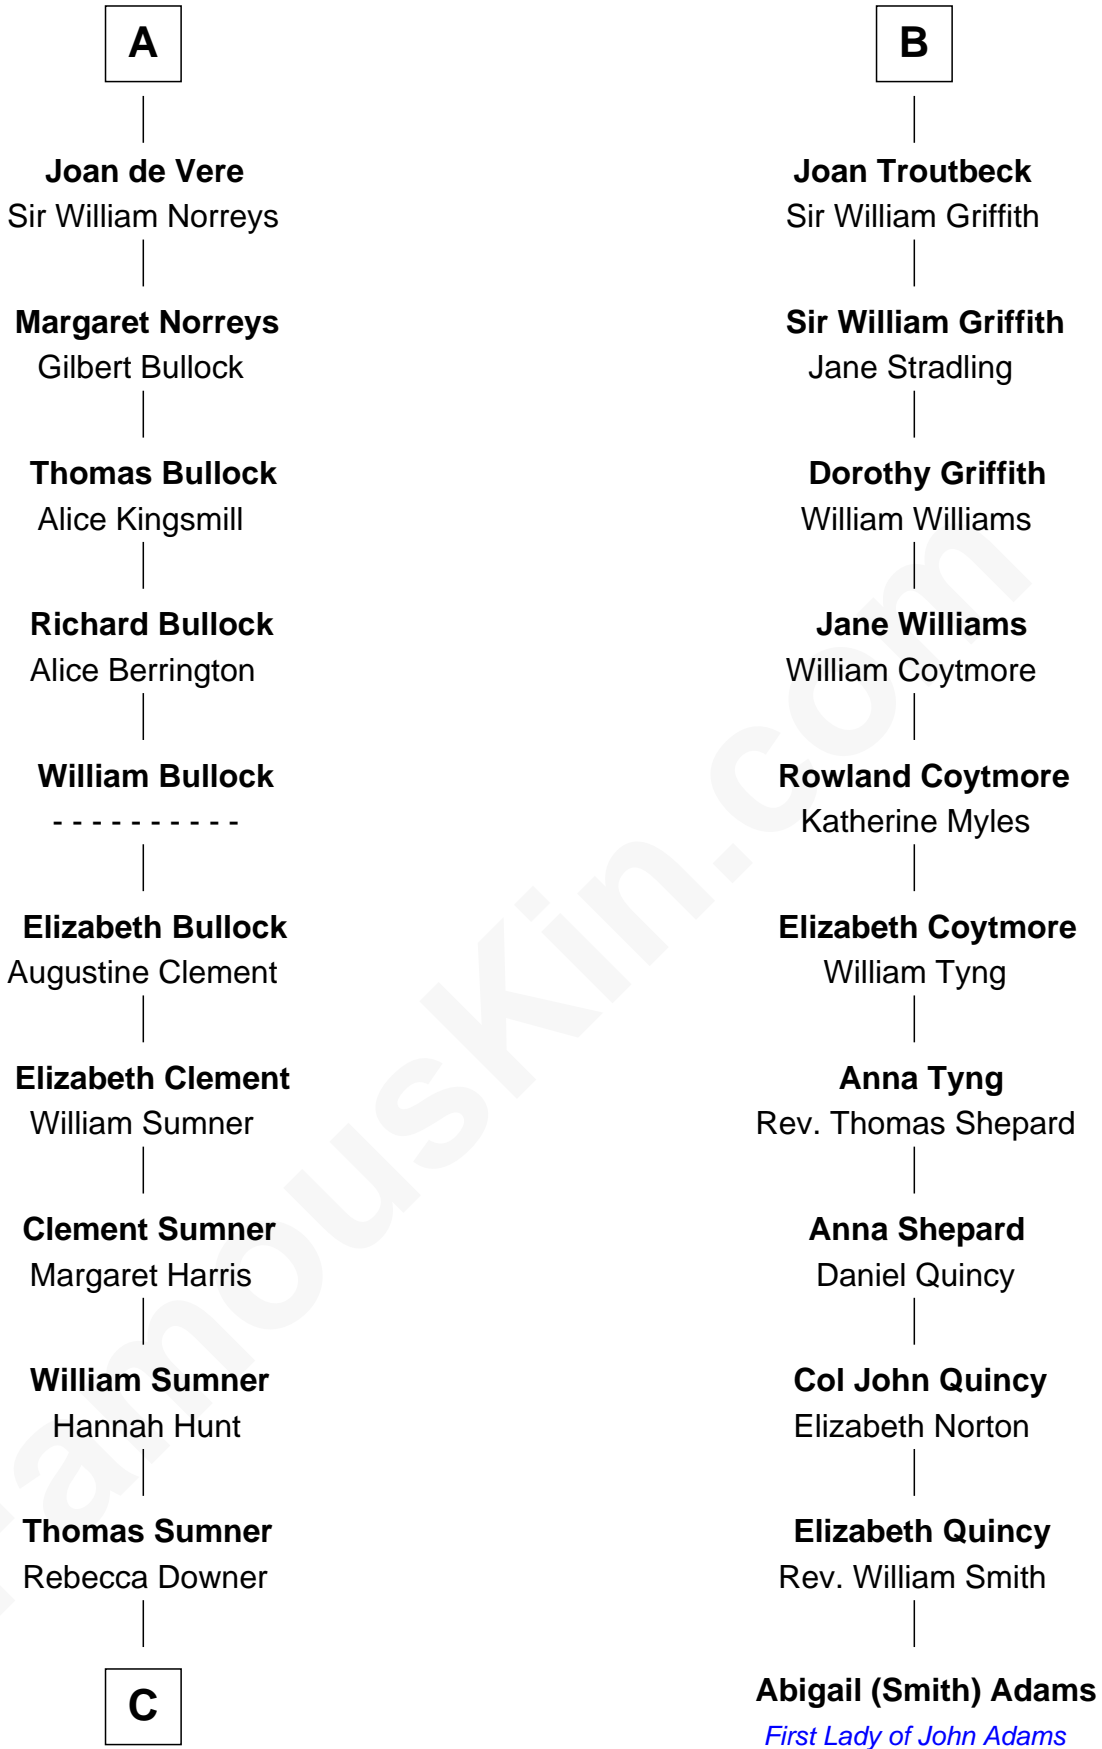 A
Joan de Vere
Sir William Norreys
Margaret Norreys
Gilbert Bullock
Thomas Bullock
Alice Kingsmill
Richard Bullock
Alice Berrington
William Bullock
- - - - - - - - - -
Elizabeth Bullock
Augustine Clement
Elizabeth Clement
William Sumner
Clement Sumner
Margaret Harris
William Sumner
Hannah Hunt
Thomas Sumner
Rebecca Downer
C
B
Joan Troutbeck
Sir William Griffith
Sir William Griffith
Jane Stradling
Dorothy Griffith
William Williams
Jane Williams
William Coytmore
Rowland Coytmore
Katherine Myles
Elizabeth Coytmore
William Tyng
Anna Tyng
Rev. Thomas Shepard
Anna Shepard
Daniel Quincy
Col John Quincy
Elizabeth Norton
Elizabeth Quincy
Rev. William Smith
Abigail (Smith) Adams
First Lady of John Adams
FamousKin.com